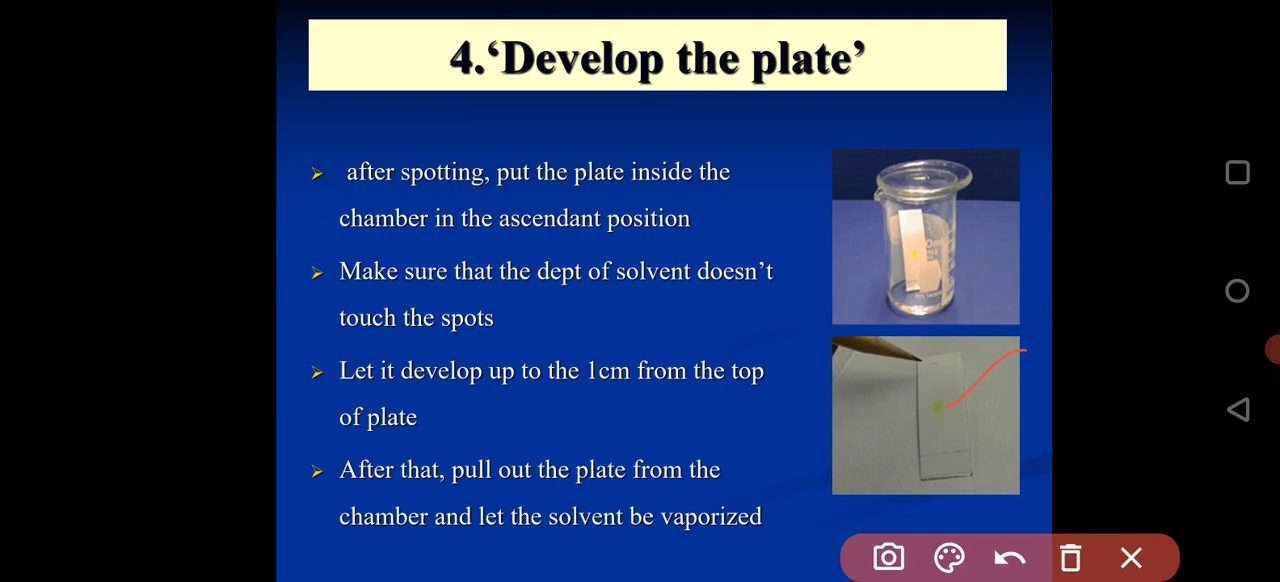 4.‘Develop the plate’
after spotting, put the plate inside the
chamber in the ascendant position
Make sure that the dept of solvent doesn’t
touch the spots
Let it develop up to the 1cm from the top
of plate
After that, pull out the plate from the
chamber and let the solvent be vaporized